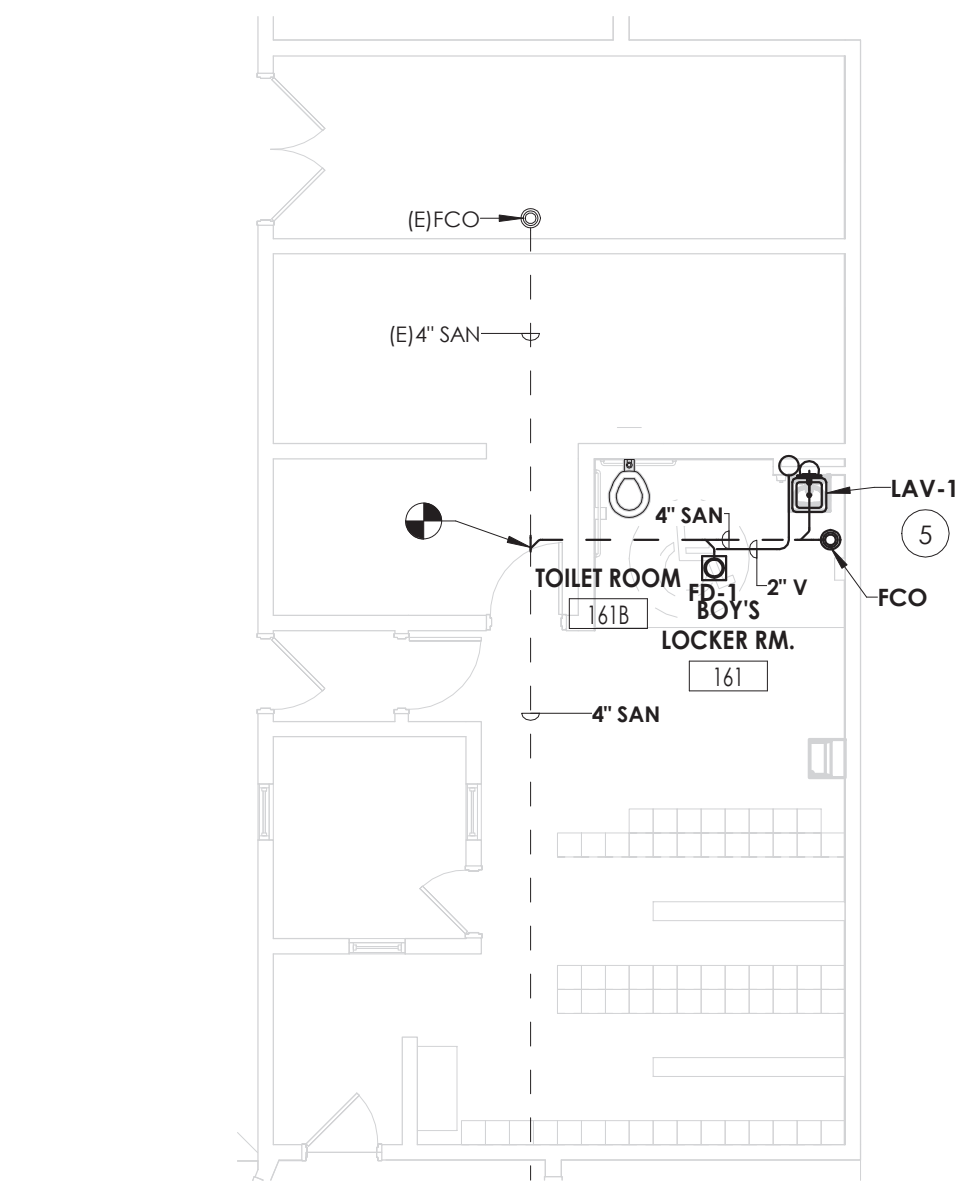 (E)FCO
(E)4" SAN
LAV-1
4" SAN
5
TOILET ROOM
161B
FD-1
2" V
FCO
BOY'S
LOCKER RM.
161
4" SAN